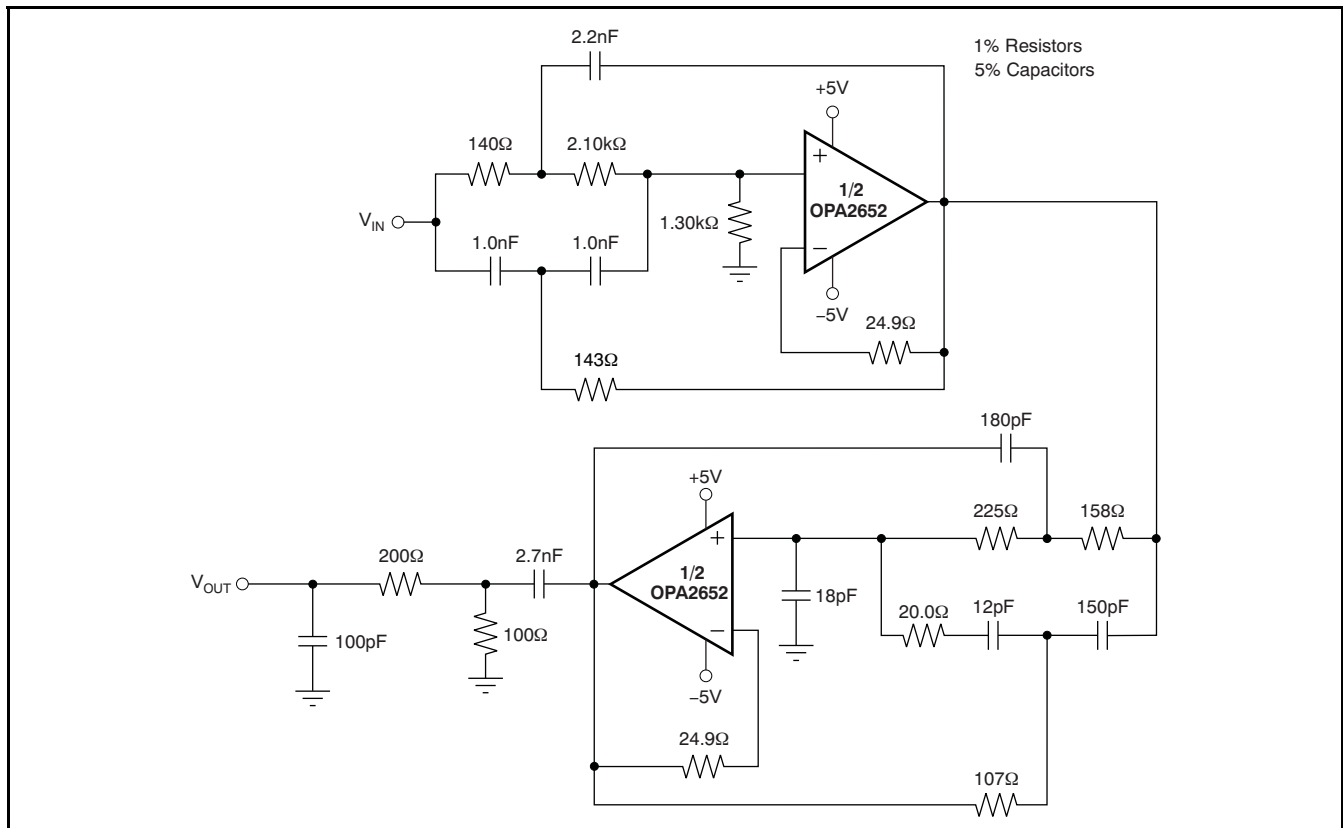 2.2nF
1% Resistors
5% Capacitors
+5V
140Ω
2.10kΩ
+
1/2
OPA2652
VIN
1.30kΩ
1.0nF
1.0nF
−
−5V
24.9Ω
143Ω
180pF
+5V
225Ω
158Ω
+
200Ω
2.7nF
1/2
OPA2652
VOUT
18pF
20.0Ω
12pF
150pF
−
100Ω
100pF
−5V
24.9Ω
107Ω